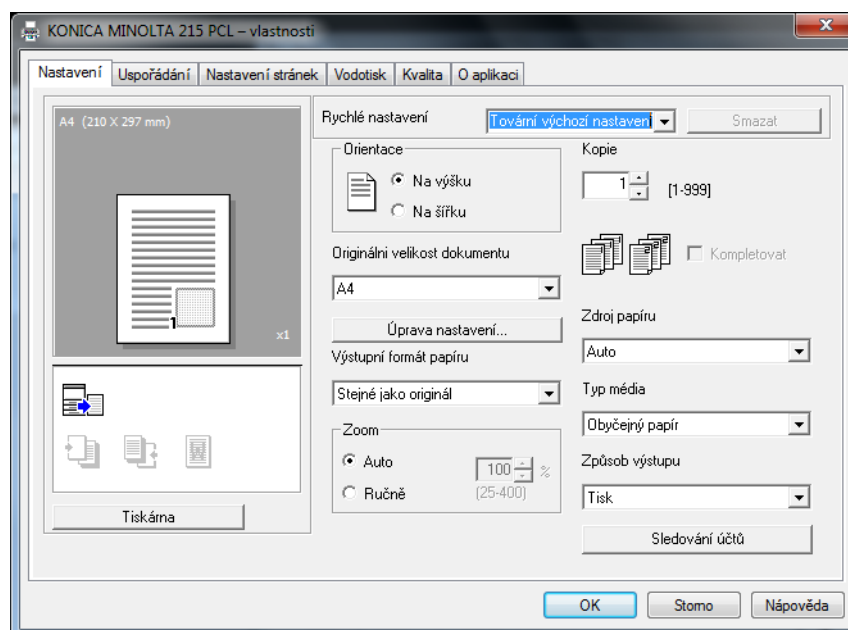 KONICA MINOLTA 215 PCL – vlastnosti
Nastavení Uspořádání Nastavení stránek Vodotisk Kvalita O aplikaci
A4 (210 X 297 mm)
1
x1
Tiskárna
Rychlé nastavení Tovární výchozí nastavení Smazat
Orientace
Na výšku
Na šířku
Originálni velikost dokumentu
A4
Úprava nastavení...
Výstupní formát papíru
Stejné jako originál
Zoom
Auto
Ručně
100 %
(25-400)
Kopie
1 [1-999]
Kompletovat
Zdroj papíru
Auto
Typ média
Obyčejný papír
Způsob výstupu
Tisk
Sledování účtů
OK Storno Nápověda